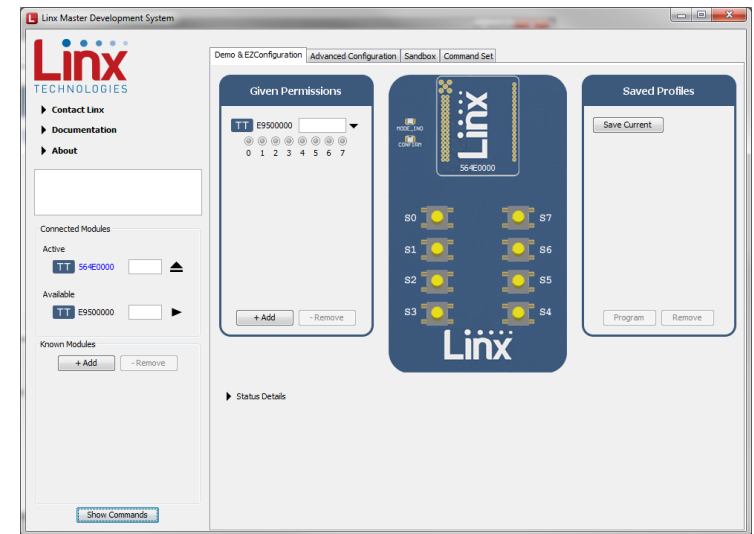 Linx Master Development System
Linx
TECHNOLOGIES
Contact Linx
Documentation
About
Connected Modules
Active
TT 564E0000
Available
TT E9500000
Known Modules
+ Add - Remove
Show Commands
Demo & EZConfiguration Advanced Configuration Sandbox Command Set
Given Permissions
TT E9500000
0 1 2 3 4 5 6 7
+ Add - Remove
MODE_IND
CONFIRM
Linx
564E0000
S0 S7
S1 S6
S2 S5
S3 S4
Linx
Saved Profiles
Save Current
Program Remove
Status Details